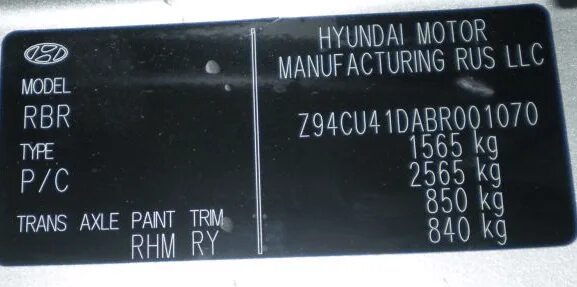 MODEL
RBR
TYPE
P/C
TRANS AXLE PAINT TRIM
RHM RY
HYUNDAI MOTOR
MANUFACTURING RUS LLC
Z94CU41DABR001070
1565 kg
2565 kg
850 kg
840 kg